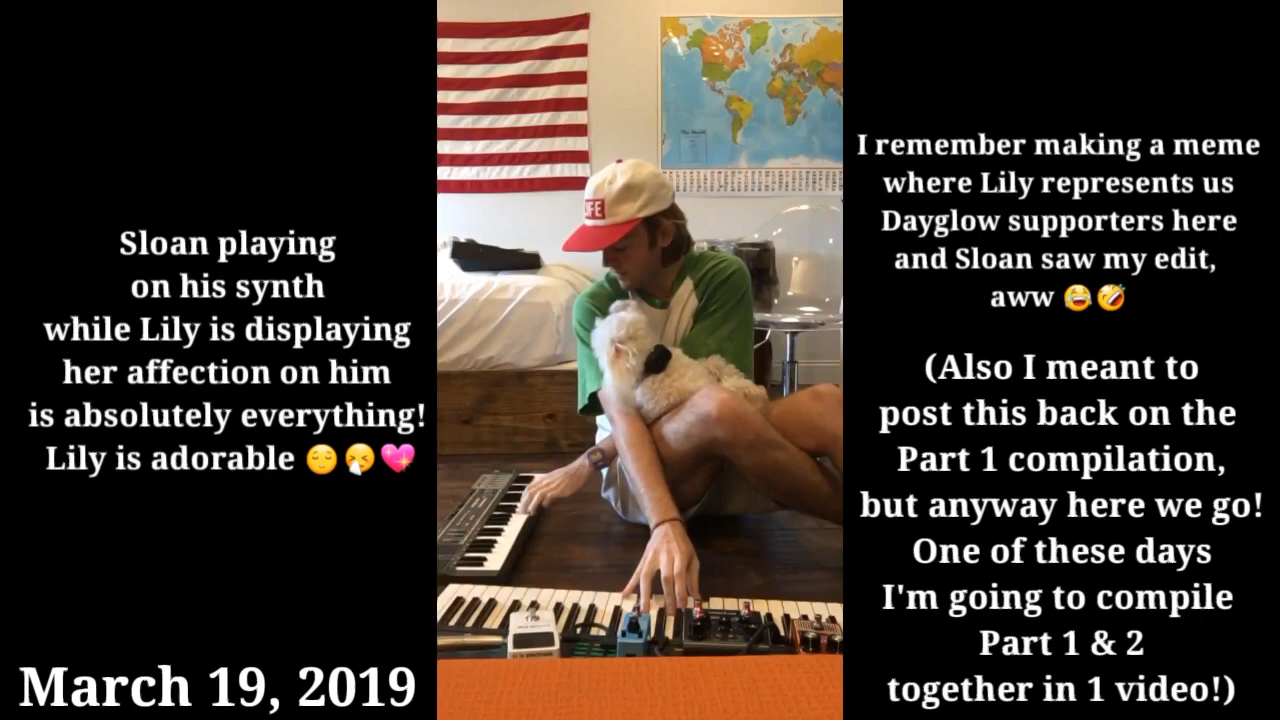 Sloan playing
on his synth
while Lily is displaying
her affection on him
is absolutely everything!
Lily is adorable 😌🤧💖
March 19, 2019
IFE
I remember making a meme
where Lily represents us
Dayglow supporters here
and Sloan saw my edit,
aww 😂🤣
(Also I meant to
post this back on the
Part 1 compilation,
but anyway here we go!
One of these days
I'm going to compile
Part 1 & 2
together in 1 video!)